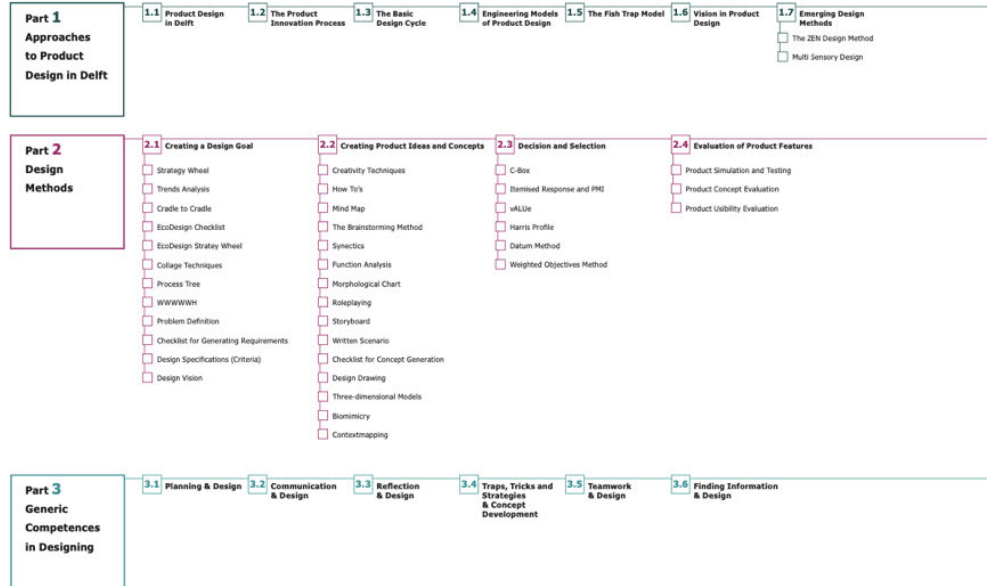 Part 1
Approaches
to Product
Design in Delft
1.1 Product Design
in Delft
1.2 The Product
Innovation Process
1.3 The Basic
Design Cycle
1.4 Engineering Models
of Product Design
1.5 The Fish Trap Model
1.6 Vision in Product
Design
1.7 Emerging Design
Methods
The ZEN Design Method
Multi Sensory Design
Part 2
Design
Methods
2.1 Creating a Design Goal
Strategy Wheel
Trends Analysis
Cradle to Cradle
EcoDesign Checklist
EcoDesign Stratey Wheel
Collage Techniques
Process Tree
WWWWWH
Problem Definition
Checklist for Generating Requirements
Design Specifications (Criteria)
Design Vision
2.2 Creating Product Ideas and Concepts
Creativity Techniques
How To's
Mind Map
The Brainstorming Method
Synectics
Function Analysis
Morphological Chart
Roleplaying
Storyboard
Written Scenario
Checklist for Concept Generation
Design Drawing
Three-dimensional Models
Biomimicry
Contextmapping
2.3 Decision and Selection
C-Box
Itemised Response and PMI
vALUe
Harris Profile
Datum Method
Weighted Objectives Method
2.4 Evaluation of Product Features
Product Simulation and Testing
Product Concept Evaluation
Product Usibility Evaluation
Part 3
Generic
Competences
in Designing
3.1 Planning & Design
3.2 Communication
& Design
3.3 Reflection
& Design
3.4 Traps, Tricks and
Strategies
& Concept
Development
3.5 Teamwork
& Design
3.6 Finding Information
& Design